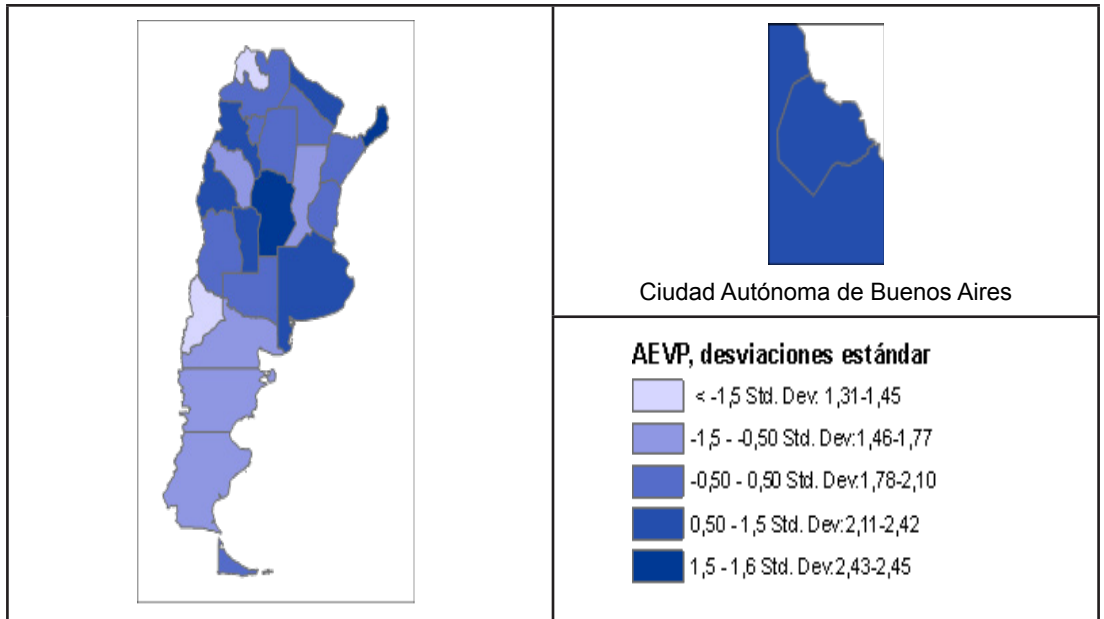 Ciudad Autónoma de Buenos Aires
AEVP, desviaciones estándar
< -1,5 Std. Dev: 1,31-1,45
-1,5 - -0,50 Std. Dev:1,46-1,77
-0,50 - 0,50 Std. Dev:1,78-2,10
0,50 - 1,5 Std. Dev:2,11-2,42
1,5 - 1,6 Std. Dev:2,43-2,45